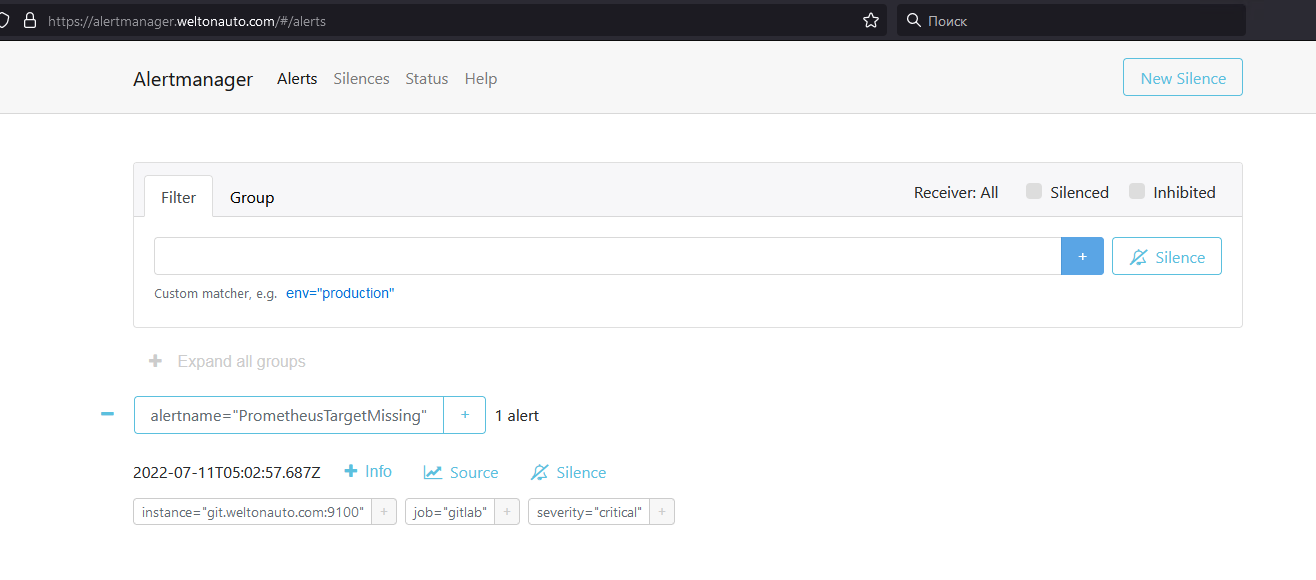 https://alertmanager.weltonauto.com/#/alerts Поиск
Alertmanager Alerts Silences Status Help New Silence
Filter Group Receiver: All Silenced Inhibited
+ Silence
Custom matcher, e.g. env="production"
+ Expand all groups
alertname="PrometheusTargetMissing" + 1 alert
2022-07-11T05:02:57.687Z + Info Source Silence
instance="git.weltonauto.com:9100" + job="gitlab" + severity="critical" +